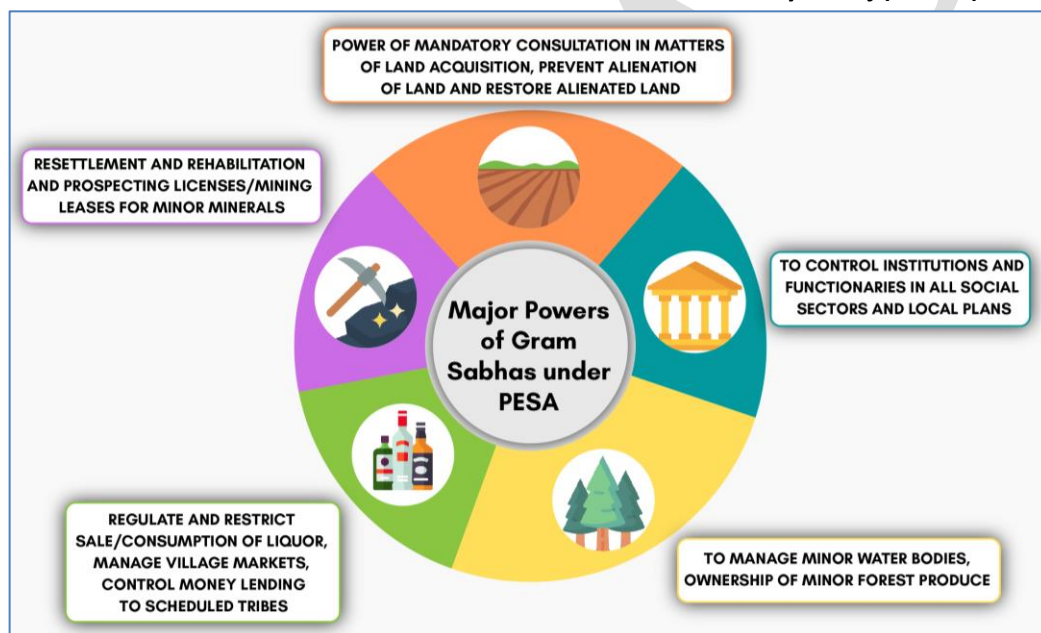 POWER OF MANDATORY CONSULTATION IN MATTERS
OF LAND ACQUISITION, PREVENT ALIENATION
OF LAND AND RESTORE ALIENATED LAND
RESETTLEMENT AND REHABILITATION
AND PROSPECTING LICENSES/MINING
LEASES FOR MINOR MINERALS
TO CONTROL INSTITUTIONS AND
FUNCTIONARIES IN ALL SOCIAL
SECTORS AND LOCAL PLANS
Major Powers
of Gram
Sabhas under
PESA
REGULATE AND RESTRICT
SALE/CONSUMPTION OF LIQUOR,
MANAGE VILLAGE MARKETS,
CONTROL MONEY LENDING
TO SCHEDULED TRIBES
TO MANAGE MINOR WATER BODIES,
OWNERSHIP OF MINOR FOREST PRODUCE